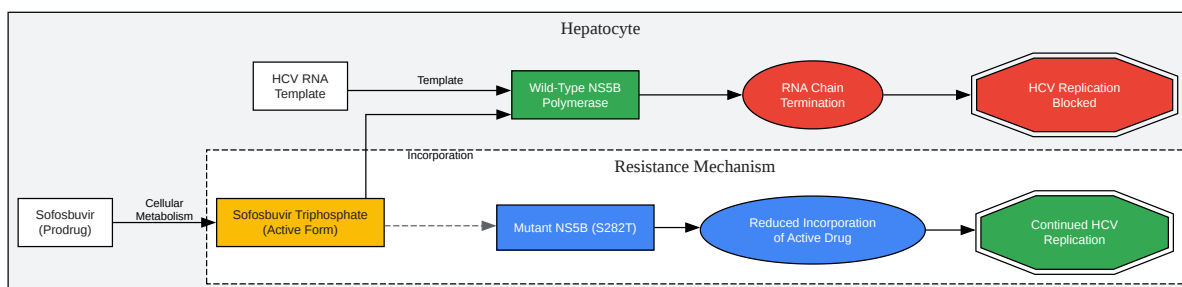 Hepatocyte
HCV RNA
Template
Template
Wild-Type NS5B
Polymerase
RNA Chain
Termination
HCV Replication
Blocked
Incorporation
Resistance Mechanism
Sofosbuvir
(Prodrug)
Cellular
Metabolism
Sofosbuvir Triphosphate
(Active Form)
Mutant NS5B (S282T)
Reduced Incorporation
of Active Drug
Continued HCV
Replication